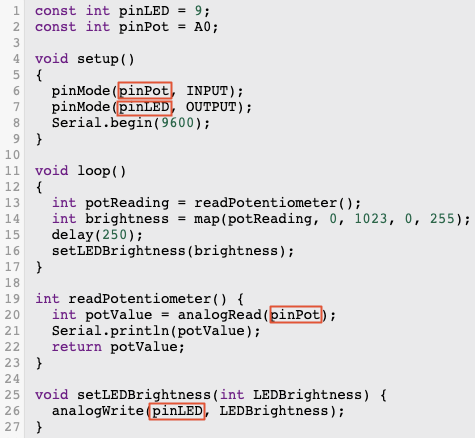 1 const int pinLED = 9;
2 const int pinPot = A0;
3
4 void setup()
5 {
6   pinMode(pinPot, INPUT);
7   pinMode(pinLED, OUTPUT);
8   Serial.begin(9600);
9 }
10
11 void loop()
12 {
13   int potReading = readPotentiometer();
14   int brightness = map(potReading, 0, 1023, 0, 255);
15   delay(250);
16   setLEDBrightness(brightness);
17 }
18
19 int readPotentiometer() {
20   int potValue = analogRead(pinPot);
21   Serial.println(potValue);
22   return potValue;
23 }
24
25 void setLEDBrightness(int LEDBrightness) {
26   analogWrite(pinLED, LEDBrightness);
27 }